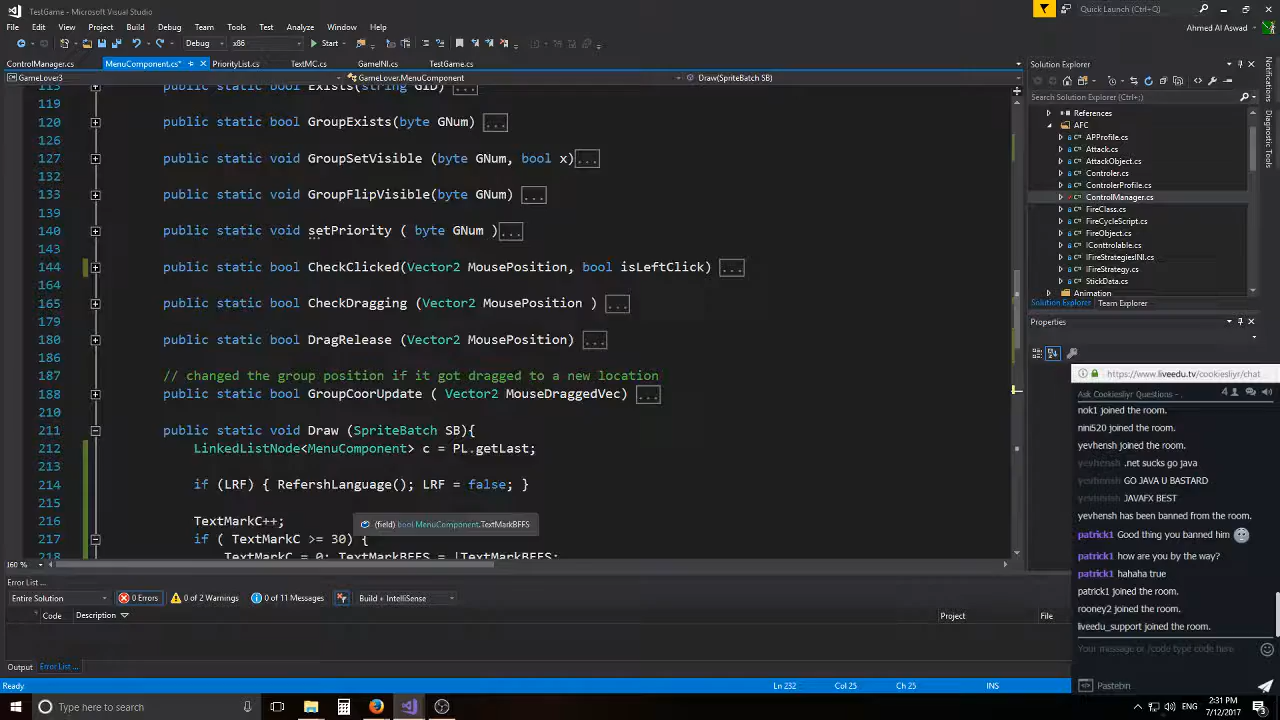 TestGame - Microsoft Visual Studio
Quick Launch (Ctrl+Q)
File Edit View Project Build Debug Team Tools Test Analyze Window Help
Ahmed Al Aswad
Debug x86 Start
ControlManager.cs MenuComponent.cs* PriorityList.cs TextMC.cs GameINI.cs TestGame.cs
GameLover3 GameLover.MenuComponent Draw(SpriteBatch SB)
public static bool Exists(string GID) ...
119
120 public static bool GroupExists(byte GNum) ...
126
127 public static void GroupSetVisible (byte GNum, bool x)...
132
133 public static void GroupFlipVisible(byte GNum) ...
139
140 public static void setPriority ( byte GNum )...
143
144 public static bool CheckClicked(Vector2 MousePosition, bool isLeftClick) ...
164
165 public static bool CheckDragging (Vector2 MousePosition ) ...
179
180 public static bool DragRelease (Vector2 MousePosition) ...
186
187 // changed the group position if it got dragged to a new location
188 public static bool GroupCoorUpdate ( Vector2 MouseDraggedVec) ...
210
211 public static void Draw (SpriteBatch SB){
212 LinkedListNode<MenuComponent> c = PL.getLast;
213
214 if (LRF) { RefershLanguage(); LRF = false; }
215
216 TextMarkC++;
(field) bool MenuComponent.TextMarkBFFS
217 if ( TextMarkC >= 30) {
218 TextMarkC = 0; TextMarkBFFS = !TextMarkBFFS;
160 %
Error List ...
Entire Solution 0 Errors 0 of 2 Warnings 0 of 11 Messages Build + IntelliSense
Code Description Project File
Output Error List ...
Ready Ln 232 Col 25 Ch 25 INS
Solution Explorer
Search Solution Explorer (Ctrl+;)
References
AFC
APProfile.cs
Attack.cs
AttackObject.cs
Controler.cs
ControlerProfile.cs
ControlManager.cs
FireClass.cs
FireCycleScript.cs
FireObject.cs
IConttrolable.cs
IFireStrategiesINI.cs
IFireStrategy.cs
StickData.cs
Animation
Solution Explorer Team Explorer
Properties
Notifications
Diagnostic Tools
https://www.liveedu.tv/cookiesliyr/chat
Ask Cookiesliyr Questions - . 4
nok1 joined the room.
nini520 joined the room.
yevhensh joined the room.
yevhensh .net sucks go java
yevhensh GO JAVA U BASTARD
yevhensh JAVAFX BEST
yevhensh has been banned from the room.
patrick1 Good thing you banned him
patrick1 how are you by the way?
patrick1 hahaha true
patrick1 joined the room.
rooney2 joined the room.
liveedu_support joined the room.
Your message or /code type code here
Pastebin
Type here to search
ENG
2:31 PM
7/12/2017